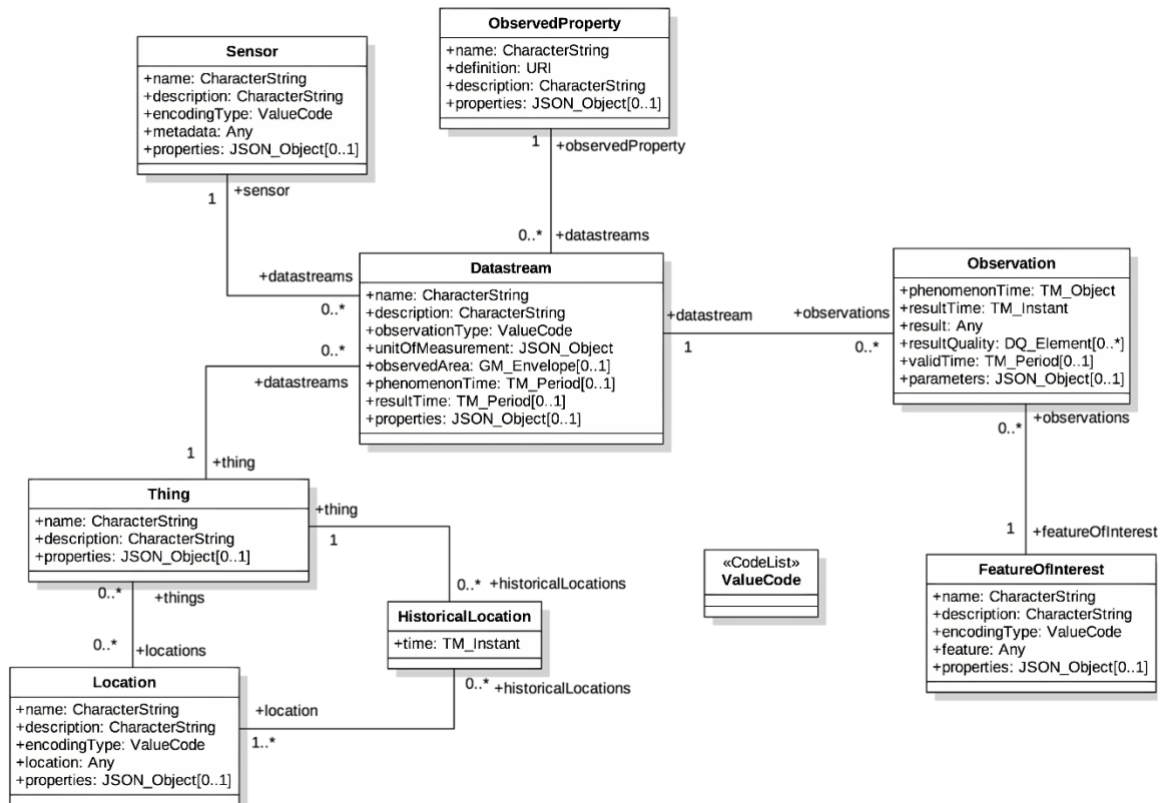 ObservedProperty
+name: CharacterString
+definition: URI
+description: CharacterString
+properties: JSON_Object[0..1]
Sensor
+name: CharacterString
+description: CharacterString
+encodingType: ValueCode
+metadata: Any
+properties: JSON_Object[0..1]
1
+observedProperty
1
+sensor
0..*
+datastreams
+datastreams
0..*
Datastream
+name: CharacterString
+description: CharacterString
+observationType: ValueCode
+unitOfMeasurement: JSON_Object
+observedArea: GM_Envelope[0..1]
+phenomenonTime: TM_Period[0..1]
+resultTime: TM_Period[0..1]
+properties: JSON_Object[0..1]
+datastream
1
+observations
0..*
Observation
+phenomenonTime: TM_Object
+resultTime: TM_Instant
+result: Any
+resultQuality: DQ_Element[0..*]
+validTime: TM_Period[0..1]
+parameters: JSON_Object[0..1]
0..*
+datastreams
1
+thing
+observations
0..*
Thing
+name: CharacterString
+description: CharacterString
+properties: JSON_Object[0..1]
+thing
1
0..*
+historicalLocations
HistoricalLocation
+time: TM_Instant
0..*
+historicalLocations
«CodeList»
ValueCode
1
+featureOfInterest
FeatureOfInterest
+name: CharacterString
+description: CharacterString
+encodingType: ValueCode
+feature: Any
+properties: JSON_Object[0..1]
0..*
+things
0..*
+locations
Location
+name: CharacterString
+description: CharacterString
+encodingType: ValueCode
+location: Any
+properties: JSON_Object[0..1]
+location
1..*